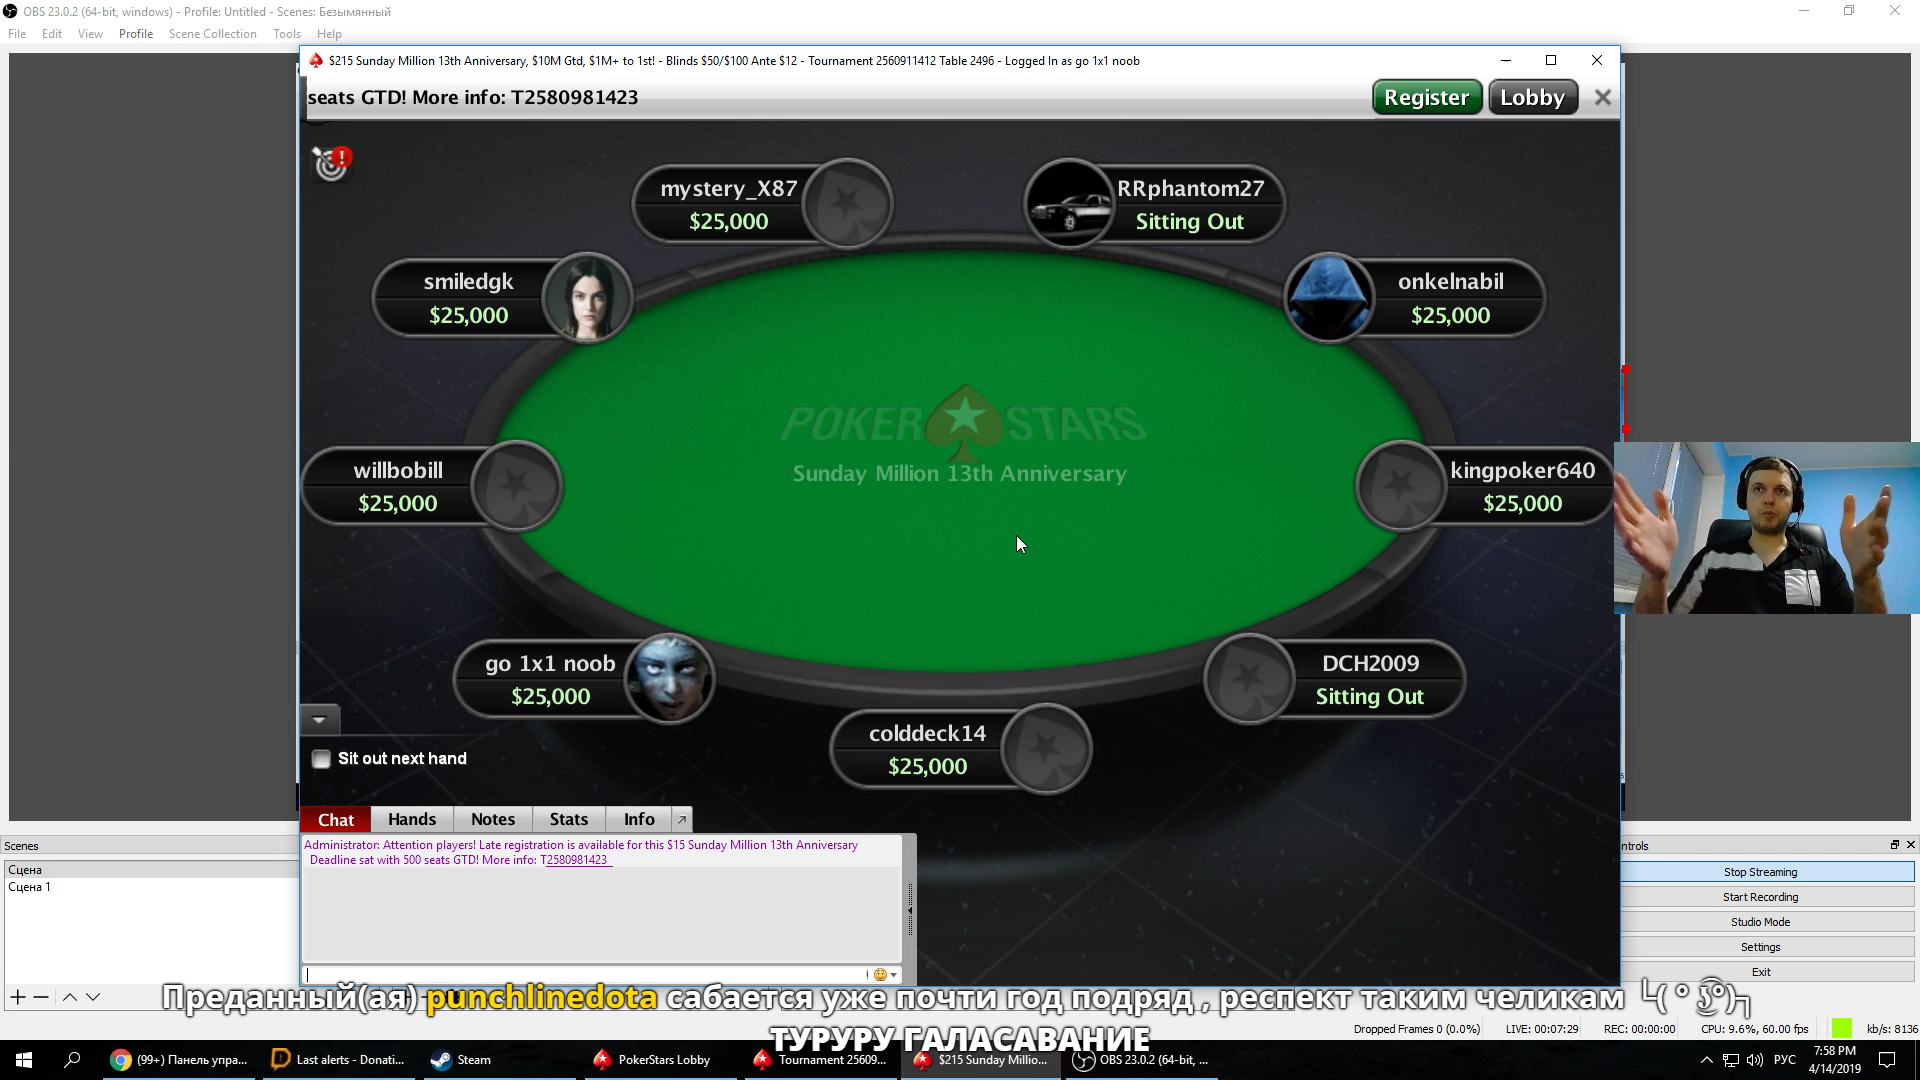 OBS 23.0.2 (64-bit, windows) - Profile: Untitled - Scenes: Безымянный
File Edit View Profile Scene Collection Tools Help
$215 Sunday Million 13th Anniversary, $10M Gtd, $1M+ to 1st! - Blinds $50/$100 Ante $12 - Tournament 2560911412 Table 2496 - Logged In as go 1x1 noob
seats GTD! More info: T2580981423
Register Lobby
mystery_X87
$25,000
RRphantom27
Sitting Out
smiledgk
$25,000
onkelnabil
$25,000
POKER STARS
Sunday Million 13th Anniversary
willbobill
$25,000
kingpoker640
$25,000
go 1x1 noob
$25,000
DCH2009
Sitting Out
colddeck14
$25,000
Sit out next hand
Chat Hands Notes Stats Info
Administrator: Attention players! Late registration is available for this $15 Sunday Million 13th Anniversary
Deadline sat with 500 seats GTD! More info: T2580981423
Scenes
Сцена
Сцена 1
ntrols
Stop Streaming
Start Recording
Studio Mode
Settings
Exit
Преданный(ая) punchlinedota сабается уже почти год подряд , респект таким челикам ╰( ° ͜ʖ͡°)╮
ТУРУРУ ГАЛАСАВАНИЕ
Dropped Frames 0 (0.0%) LIVE: 00:07:29 REC: 00:00:00 CPU: 9.6%, 60.00 fps kb/s: 8136
(99+) Панель упра... Last alerts - Donati... Steam PokerStars Lobby Tournament 25609... $215 Sunday Millio... OBS 23.0.2 (64-bit, ...
РУС
7:58 PM
4/14/2019